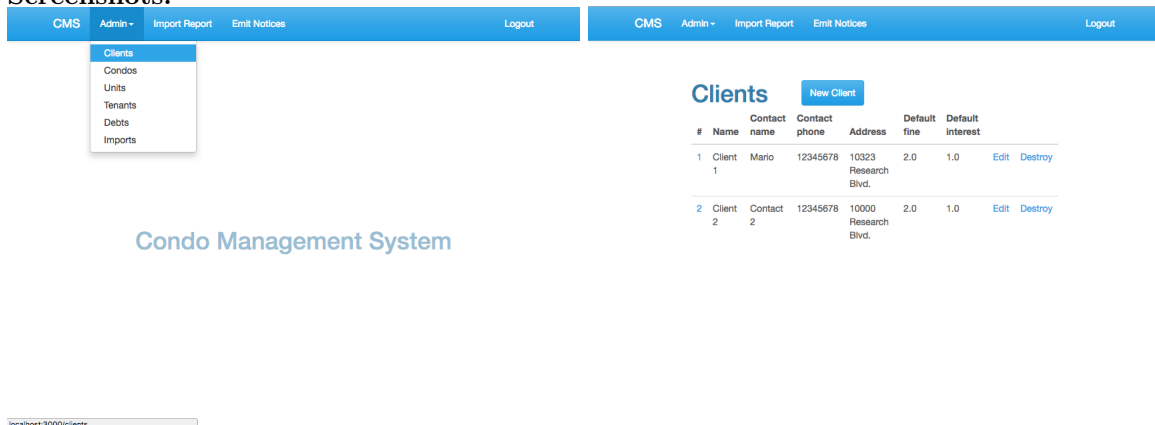 Screenshots:
CMS Admin Import Report Emit Notices Logout
Clients
Condos
Units
Tenants
Debts
Imports
Condo Management System
localhost:3000/clients
CMS Admin Import Report Emit Notices Logout
Clients New Client
# Name Contact name Contact phone Address Default fine Default interest
1 Client 1 Mario 12345678 10323 Research Blvd. 2.0 1.0 Edit Destroy
2 Client 2 Contact 2 12345678 10000 Research Blvd. 2.0 1.0 Edit Destroy